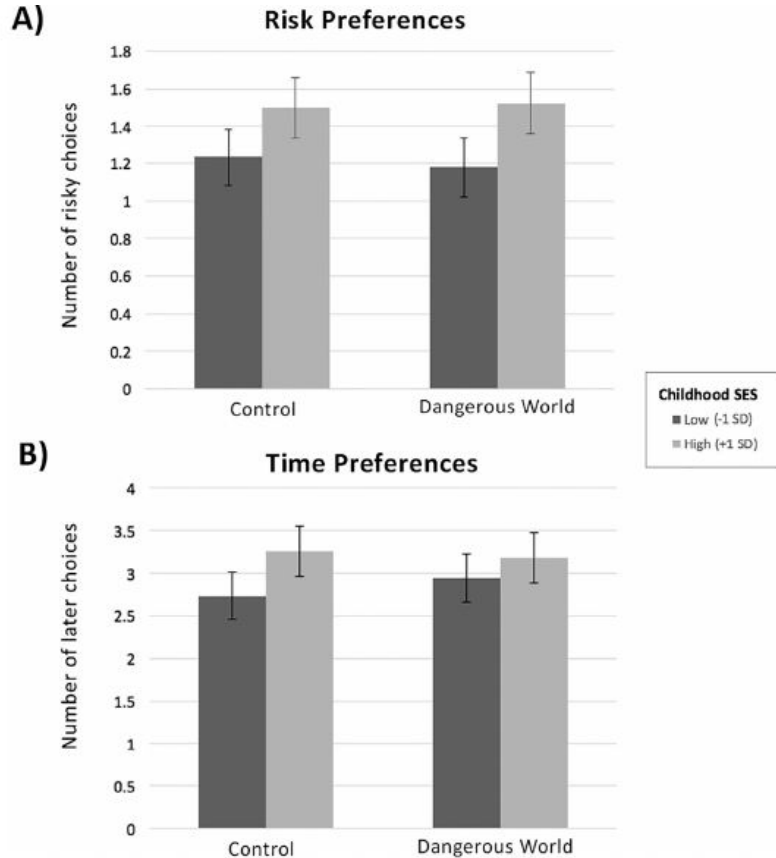 A)
Risk Preferences
Number of risky choices
1.8
1.6
1.4
1.2
1
0.8
0.6
0.4
0.2
0
Control
Dangerous World
Childhood SES
Low (-1 SD)
High (+1 SD)
B)
Time Preferences
Number of later choices
4
3.5
3
2.5
2
1.5
1
0.5
0
Control
Dangerous World